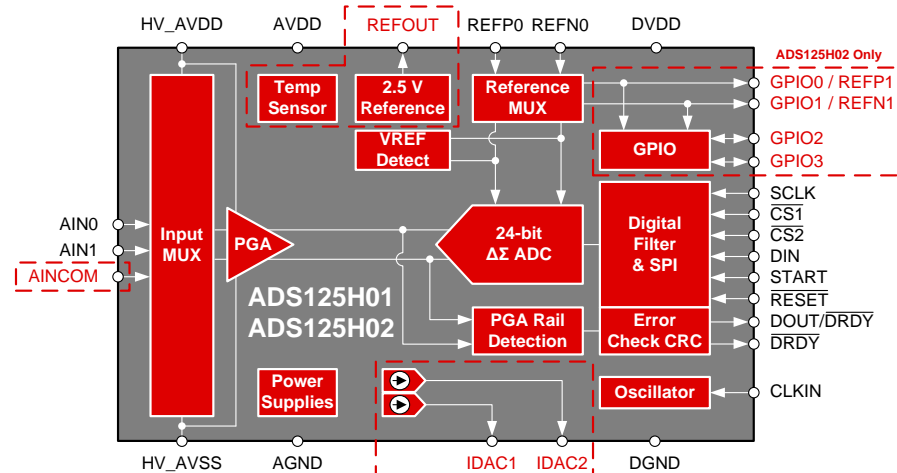 HV_AVDD
AVDD
REFOUT
REFP0
REFN0
DVDD
ADS125H02 Only
Temp
Sensor
2.5 V
Reference
Reference
MUX
GPIO0 / REFP1
GPIO1 / REFN1
VREF
Detect
GPIO
GPIO2
GPIO3
AIN0
AIN1
AINCOM
Input
MUX
PGA
24-bit
ΔΣ ADC
Digital
Filter
& SPI
SCLK
CS1
CS2
DIN
START
RESET
ADS125H01
ADS125H02
PGA Rail
Detection
Error
Check CRC
DOUT/DRDY
DRDY
Power
Supplies
Oscillator
CLKIN
HV_AVSS
AGND
IDAC1
IDAC2
DGND